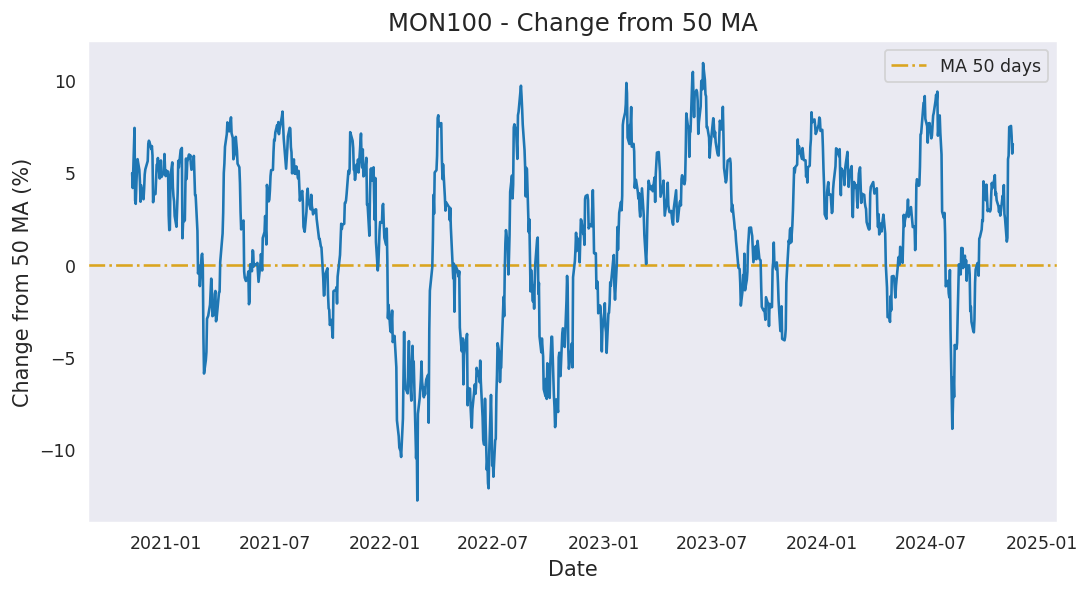 MON100 - Change from 50 MA
MA 50 days
Change from 50 MA (%)
10
5
0
−5
−10
2021-01 2021-07 2022-01 2022-07 2023-01 2023-07 2024-01 2024-07 2025-01
Date